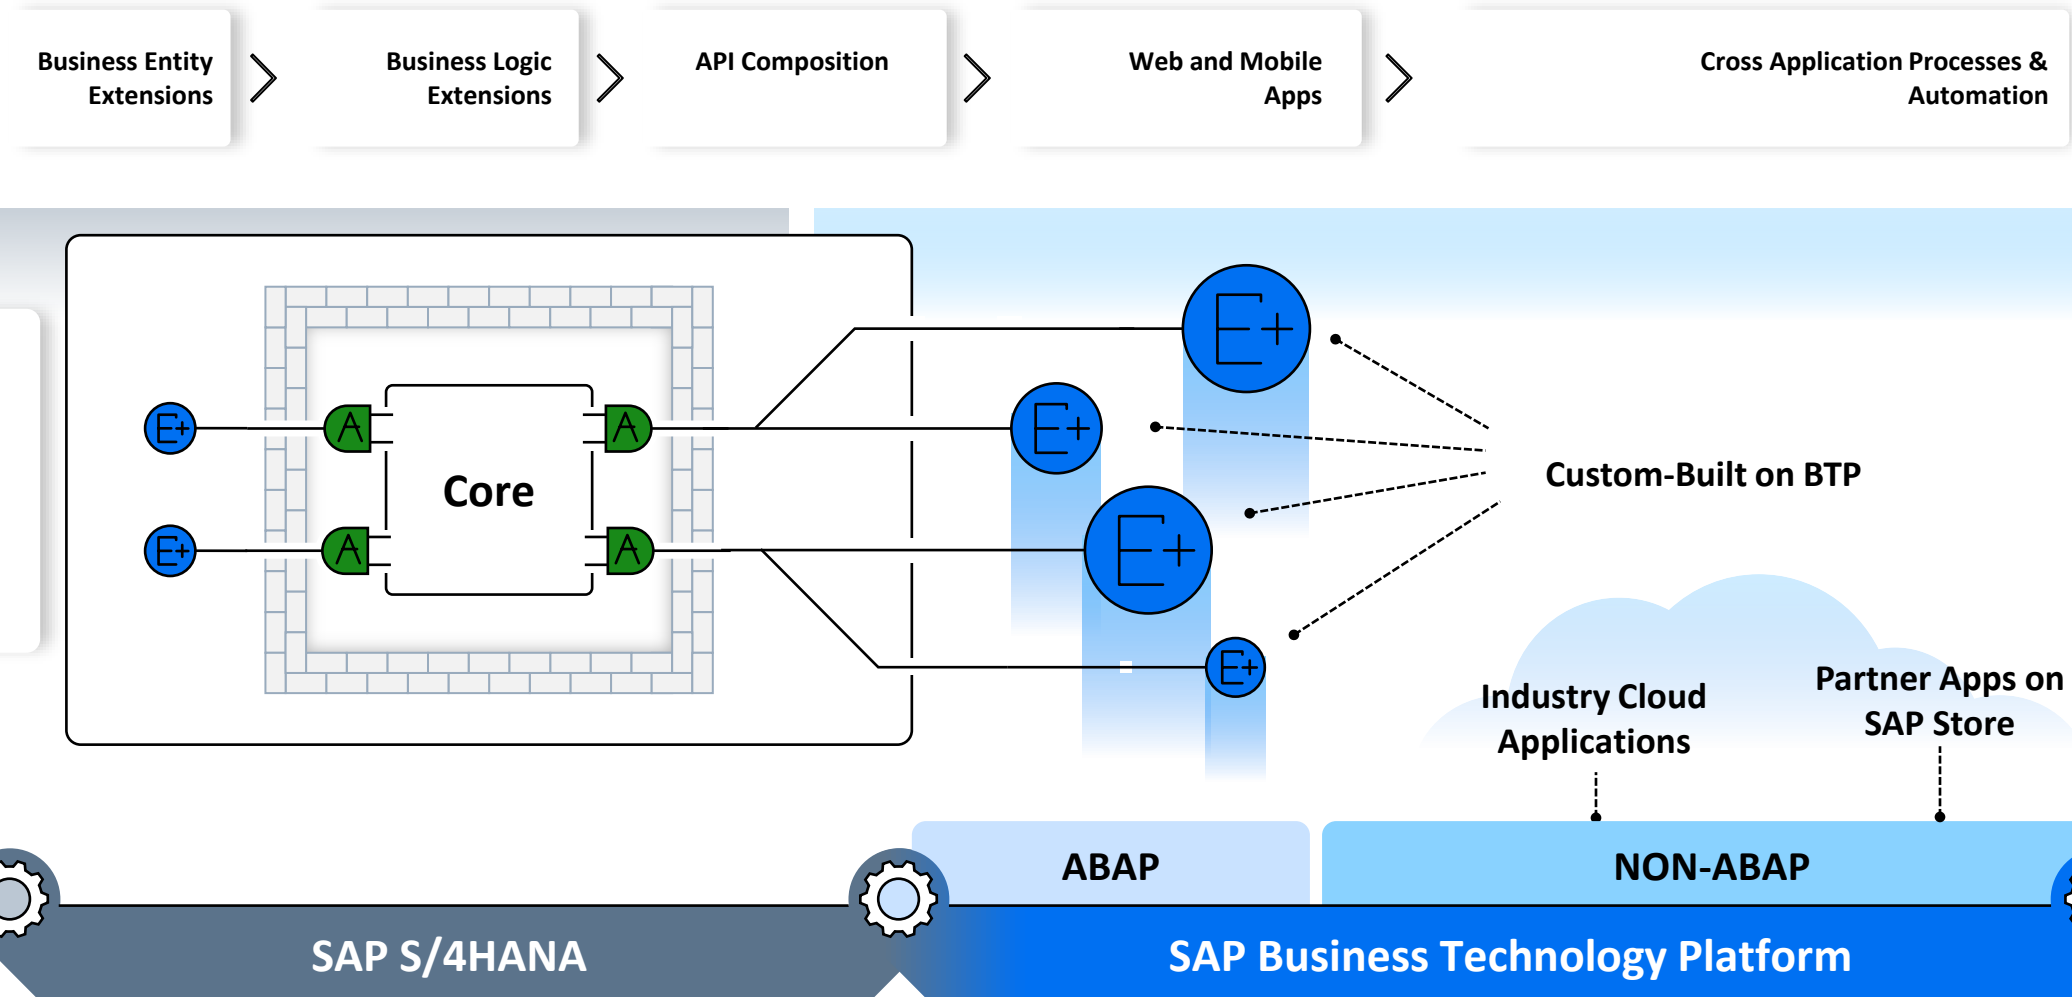 Business Entity
Extensions
Business Logic
Extensions
API Composition
Web and Mobile
Apps
Cross Application Processes &
Automation
E+
E+
E+
A
A
Core
E+
A
A
E+
E+
E+
Custom-Built on BTP
Industry Cloud
Applications
Partner Apps on
SAP Store
ABAP
NON-ABAP
SAP S/4HANA
SAP Business Technology Platform